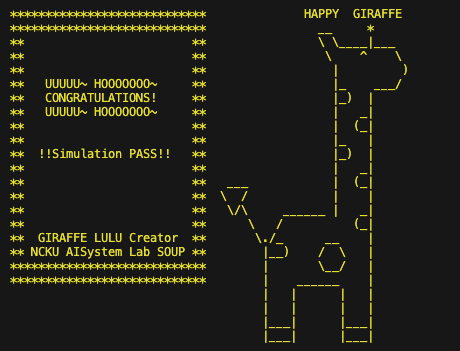 HAPPY GIRAFFE
UUUUU~ HOOOOOOO~
CONGRATULATIONS!
UUUUU~ HOOOOOOO~
!!Simulation PASS!!
GIRAFFE LULU Creator
NCKU AISystem Lab SOUP